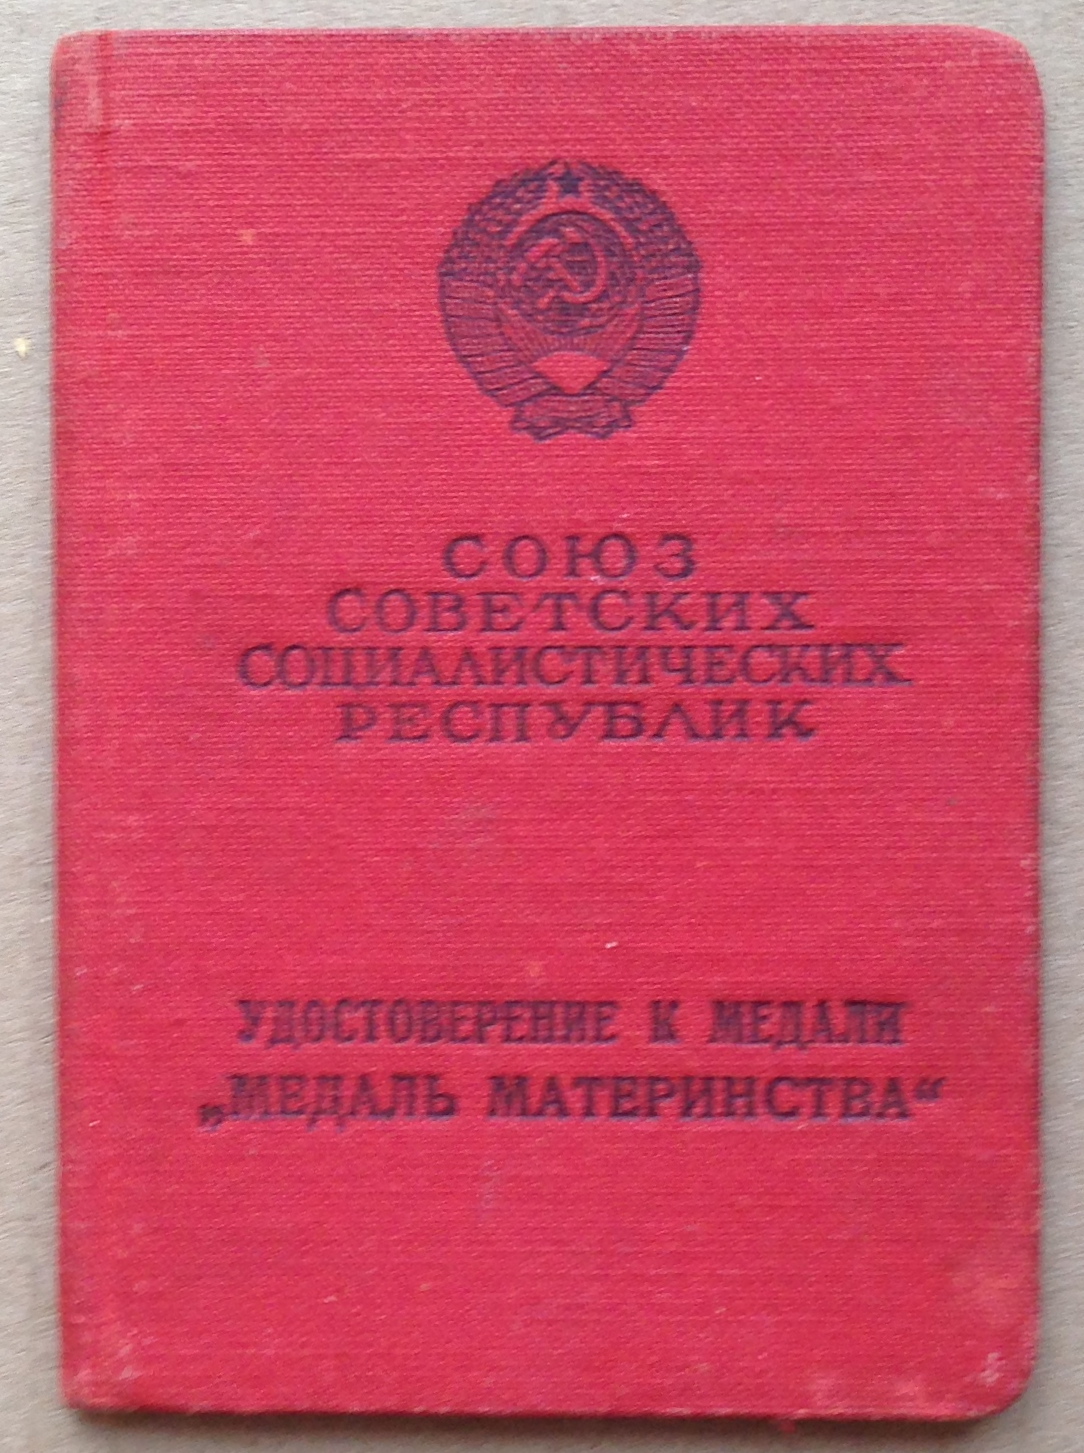 СОЮЗ
СОВЕТСКИХ
СОЦИАЛИСТИЧЕСКИХ
РЕСПУБЛИК
УДОСТОВЕРЕНИЕ К МЕДАЛИ
„МЕДАЛЬ МАТЕРИНСТВА“